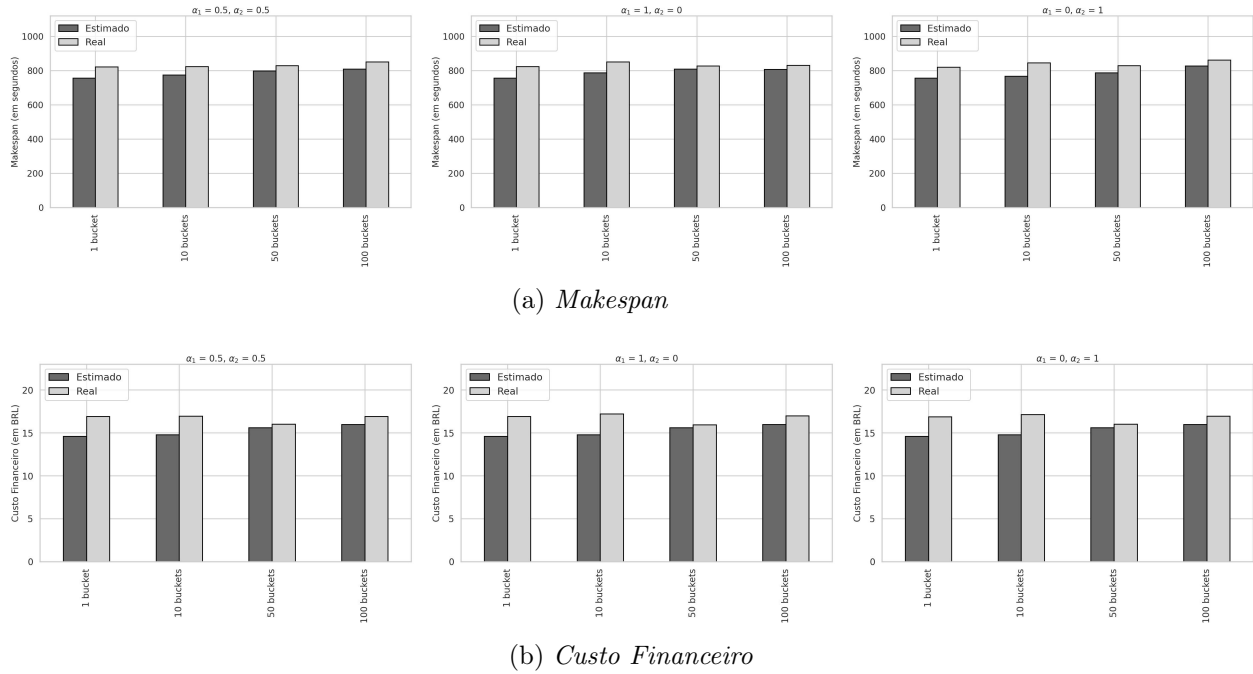 α₁ = 0.5, α₂ = 0.5
Estimado
Real
Makespan (em segundos)
1000
800
600
400
200
0
1 bucket
10 buckets
50 buckets
100 buckets
α₁ = 1, α₂ = 0
Estimado
Real
Makespan (em segundos)
1000
800
600
400
200
0
1 bucket
10 buckets
50 buckets
100 buckets
α₁ = 0, α₂ = 1
Estimado
Real
Makespan (em segundos)
1000
800
600
400
200
0
1 bucket
10 buckets
50 buckets
100 buckets
(a) Makespan
α₁ = 0.5, α₂ = 0.5
Estimado
Real
Custo Financeiro (em BRL)
20
15
10
5
0
1 bucket
10 buckets
50 buckets
100 buckets
α₁ = 1, α₂ = 0
Estimado
Real
Custo Financeiro (em BRL)
20
15
10
5
0
1 bucket
10 buckets
50 buckets
100 buckets
α₁ = 0, α₂ = 1
Estimado
Real
Custo Financeiro (em BRL)
20
15
10
5
0
1 bucket
10 buckets
50 buckets
100 buckets
(b) Custo Financeiro